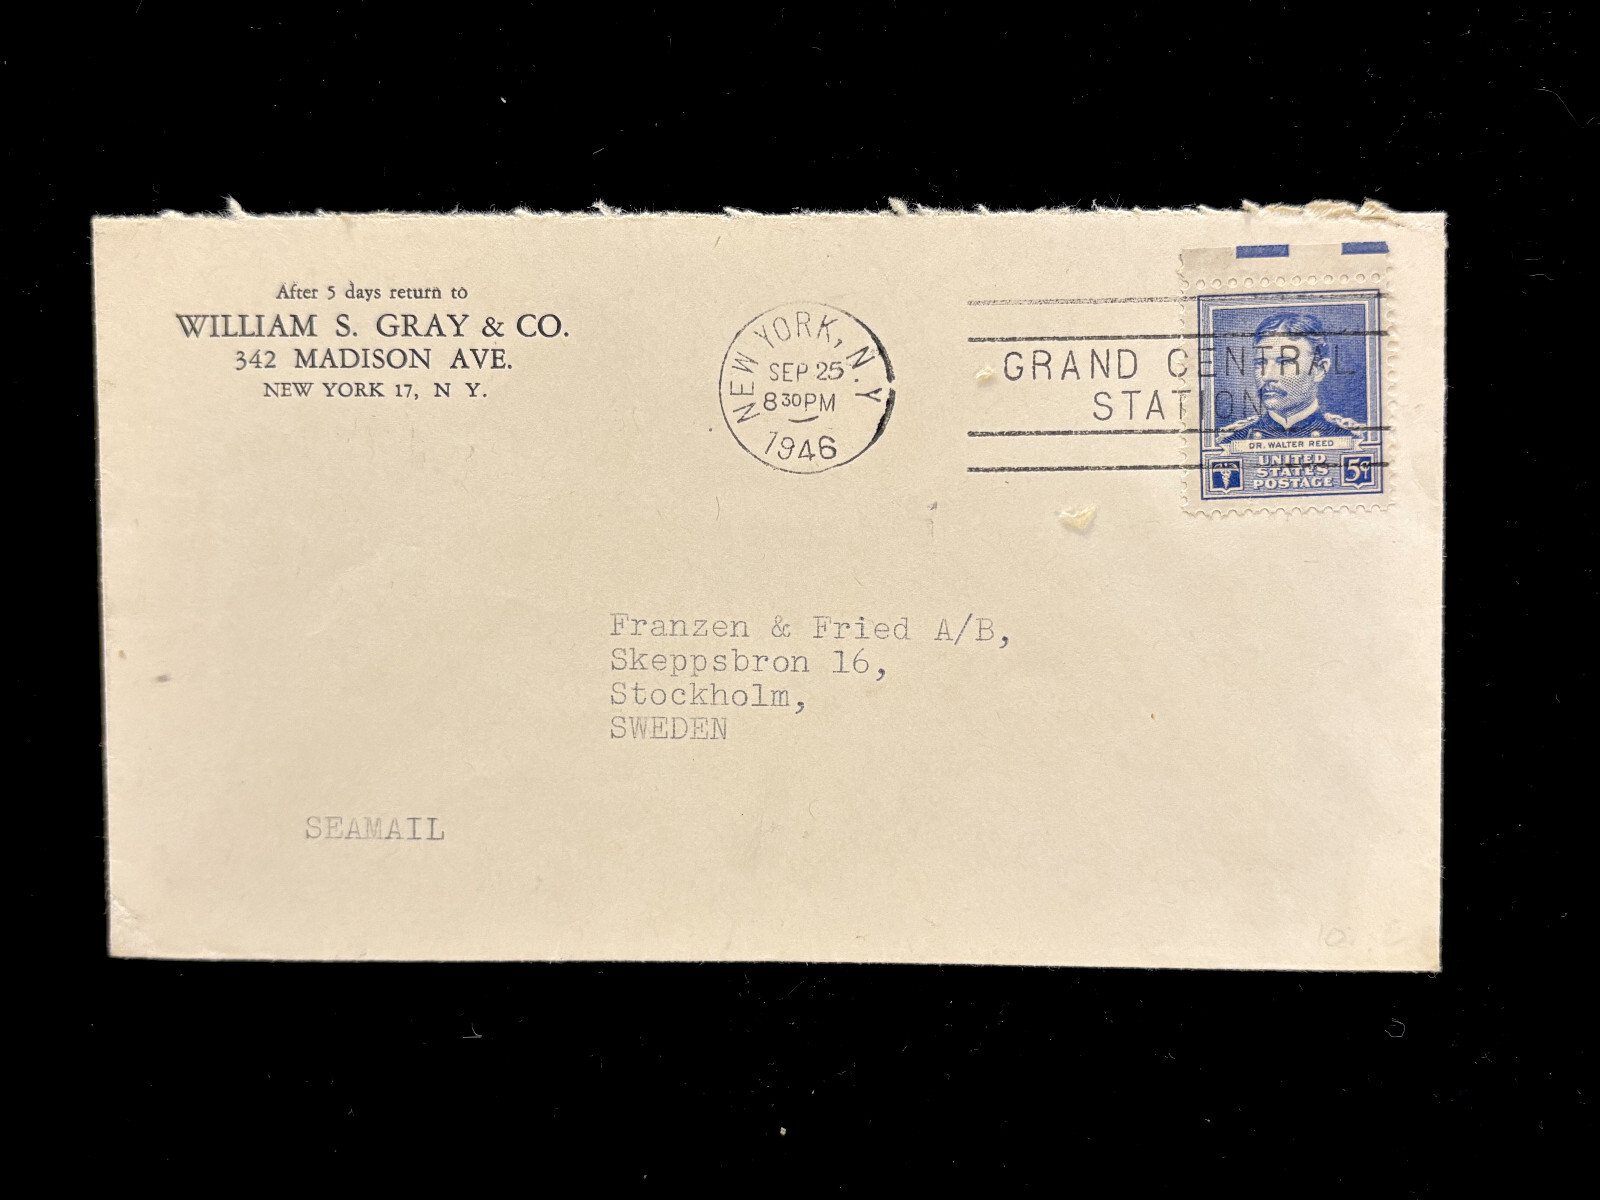 After 5 days return to
WILLIAM S. GRAY & CO.
342 MADISON AVE.
NEW YORK 17, N Y.
NEW YORK, N.Y
SEP 25
8 30 PM
1946
GRAND CENTRAL
STATION
DR. WALTER REED
UNITED
STATES
POSTAGE
5¢
Franzen & Fried A/B,
Skeppsbron 16,
Stockholm,
SWEDEN
SEAMAIL